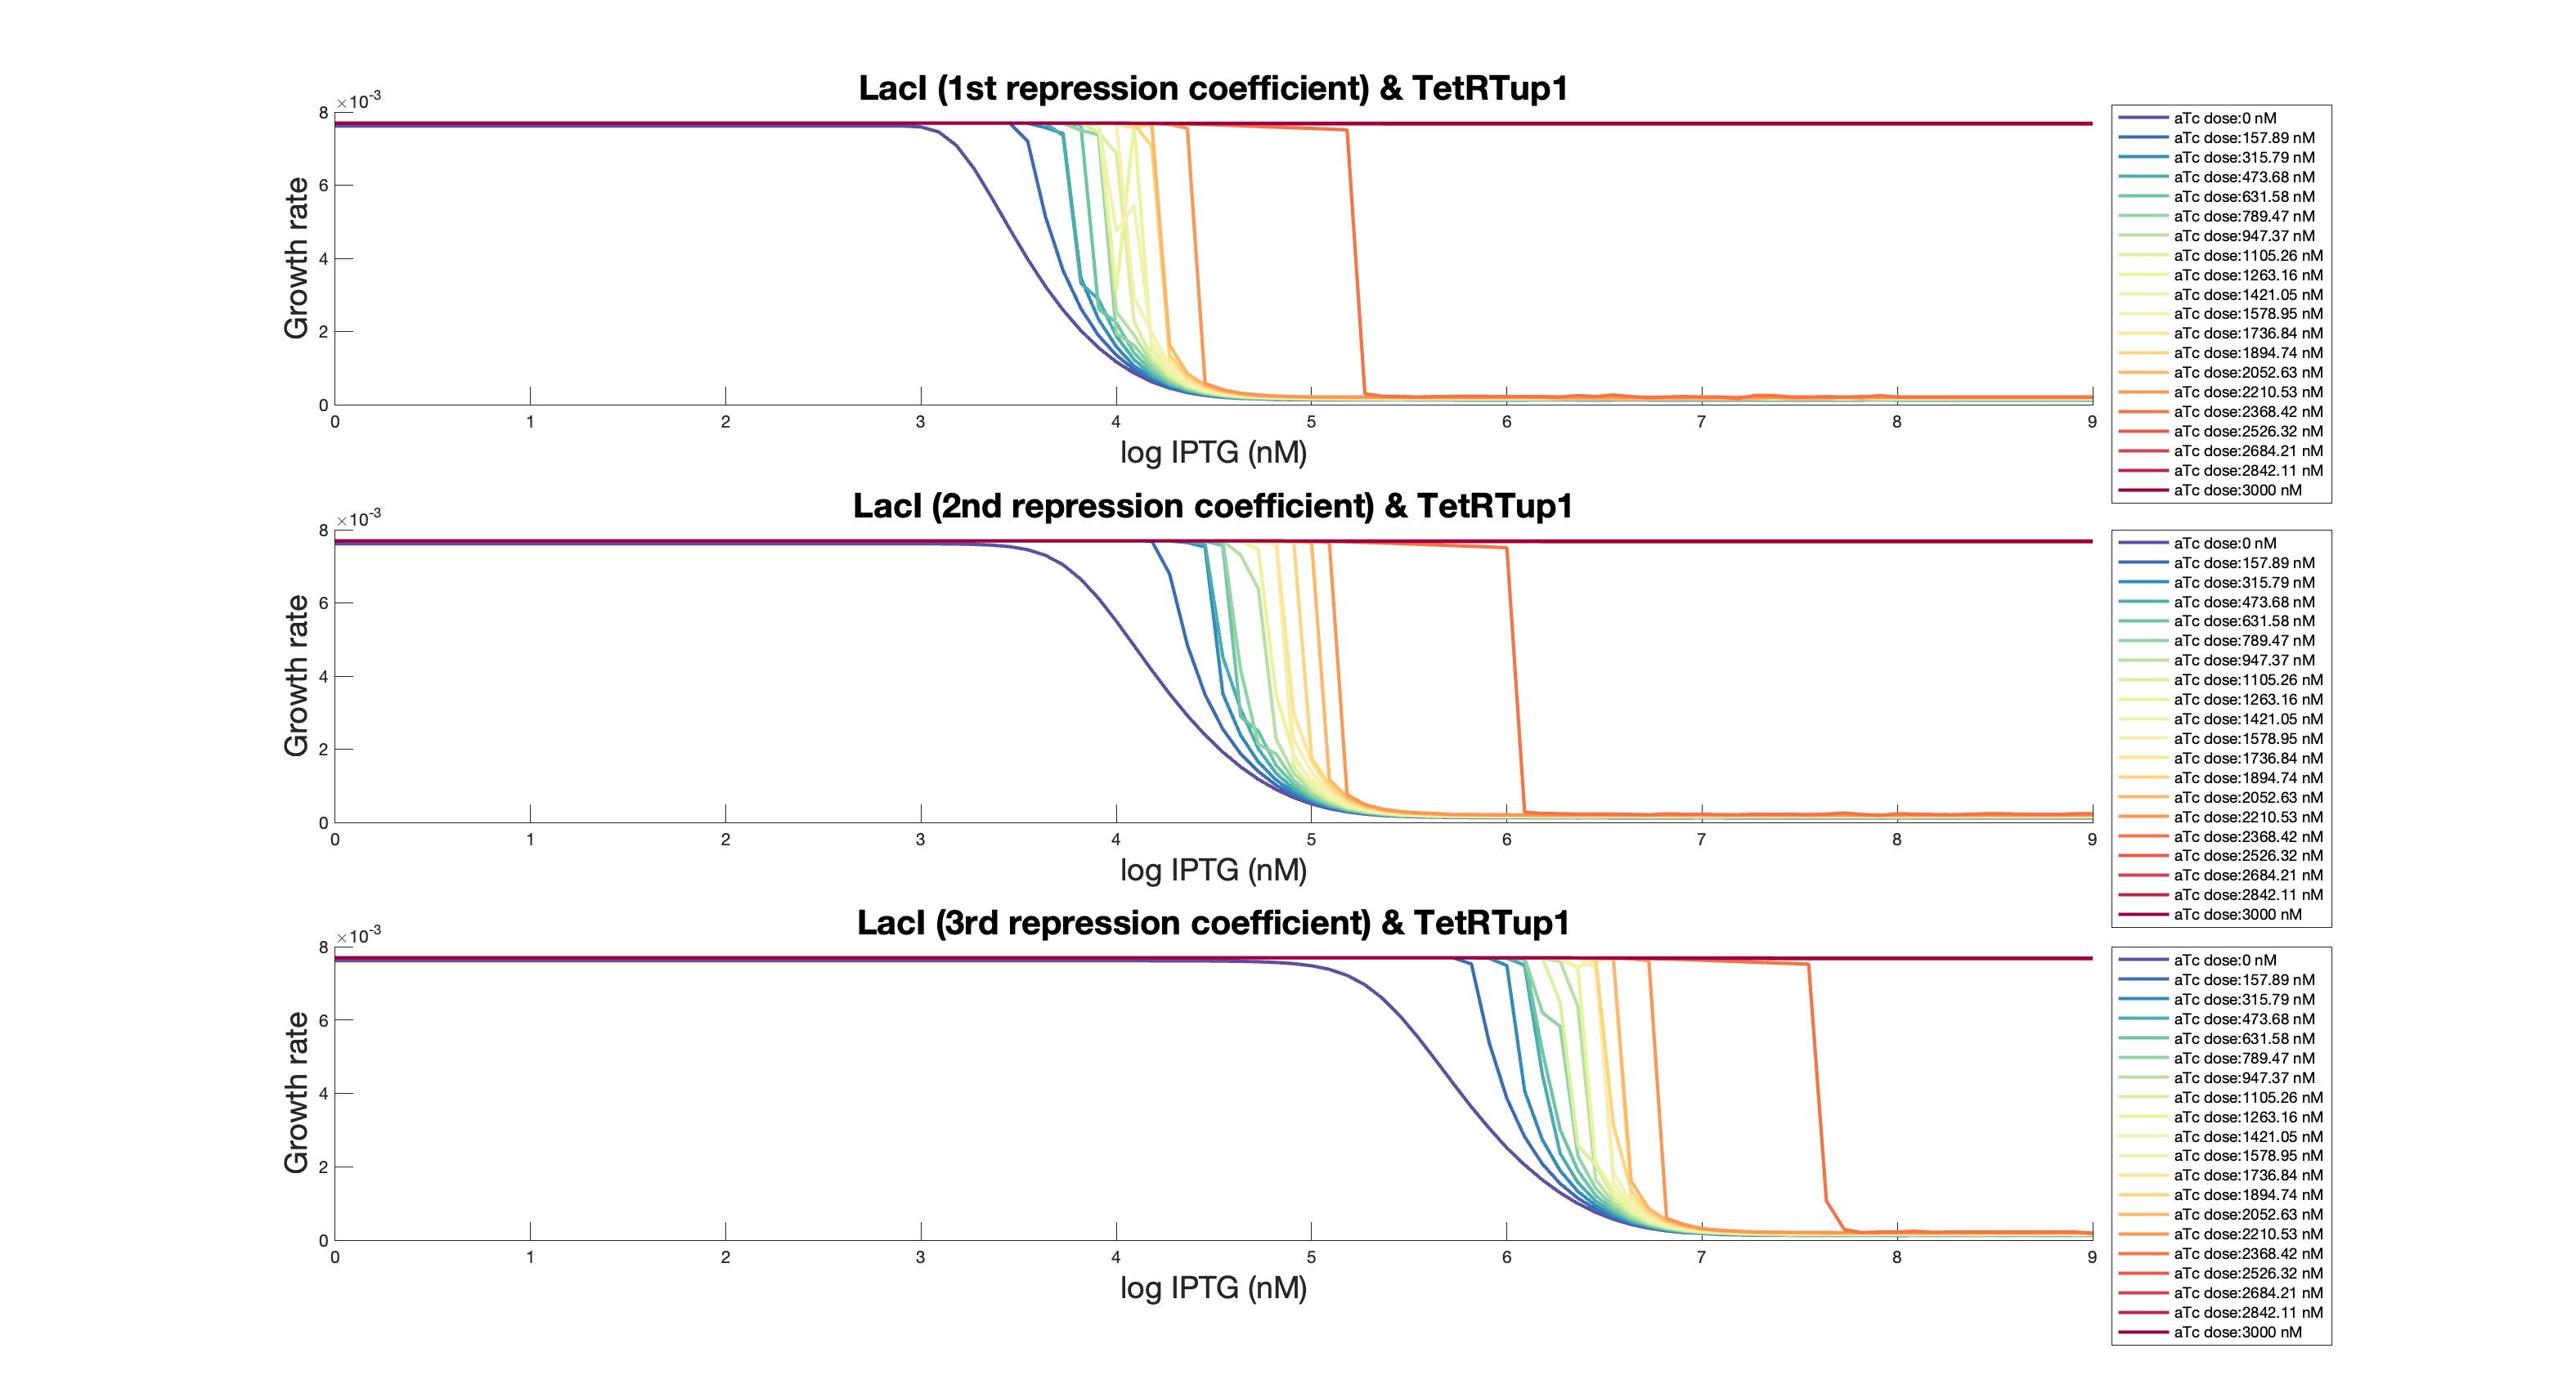 LacI (1st repression coefficient) & TetRTup1
×10-3
8
6
4
2
0
Growth rate
0 1 2 3 4 5 6 7 8 9
log IPTG (nM)
aTc dose:0 nM
aTc dose:157.89 nM
aTc dose:315.79 nM
aTc dose:473.68 nM
aTc dose:631.58 nM
aTc dose:789.47 nM
aTc dose:947.37 nM
aTc dose:1105.26 nM
aTc dose:1263.16 nM
aTc dose:1421.05 nM
aTc dose:1578.95 nM
aTc dose:1736.84 nM
aTc dose:1894.74 nM
aTc dose:2052.63 nM
aTc dose:2210.53 nM
aTc dose:2368.42 nM
aTc dose:2526.32 nM
aTc dose:2684.21 nM
aTc dose:2842.11 nM
aTc dose:3000 nM
LacI (2nd repression coefficient) & TetRTup1
×10-3
8
6
4
2
0
Growth rate
0 1 2 3 4 5 6 7 8 9
log IPTG (nM)
aTc dose:0 nM
aTc dose:157.89 nM
aTc dose:315.79 nM
aTc dose:473.68 nM
aTc dose:631.58 nM
aTc dose:789.47 nM
aTc dose:947.37 nM
aTc dose:1105.26 nM
aTc dose:1263.16 nM
aTc dose:1421.05 nM
aTc dose:1578.95 nM
aTc dose:1736.84 nM
aTc dose:1894.74 nM
aTc dose:2052.63 nM
aTc dose:2210.53 nM
aTc dose:2368.42 nM
aTc dose:2526.32 nM
aTc dose:2684.21 nM
aTc dose:2842.11 nM
aTc dose:3000 nM
LacI (3rd repression coefficient) & TetRTup1
×10-3
8
6
4
2
0
Growth rate
0 1 2 3 4 5 6 7 8 9
log IPTG (nM)
aTc dose:0 nM
aTc dose:157.89 nM
aTc dose:315.79 nM
aTc dose:473.68 nM
aTc dose:631.58 nM
aTc dose:789.47 nM
aTc dose:947.37 nM
aTc dose:1105.26 nM
aTc dose:1263.16 nM
aTc dose:1421.05 nM
aTc dose:1578.95 nM
aTc dose:1736.84 nM
aTc dose:1894.74 nM
aTc dose:2052.63 nM
aTc dose:2210.53 nM
aTc dose:2368.42 nM
aTc dose:2526.32 nM
aTc dose:2684.21 nM
aTc dose:2842.11 nM
aTc dose:3000 nM